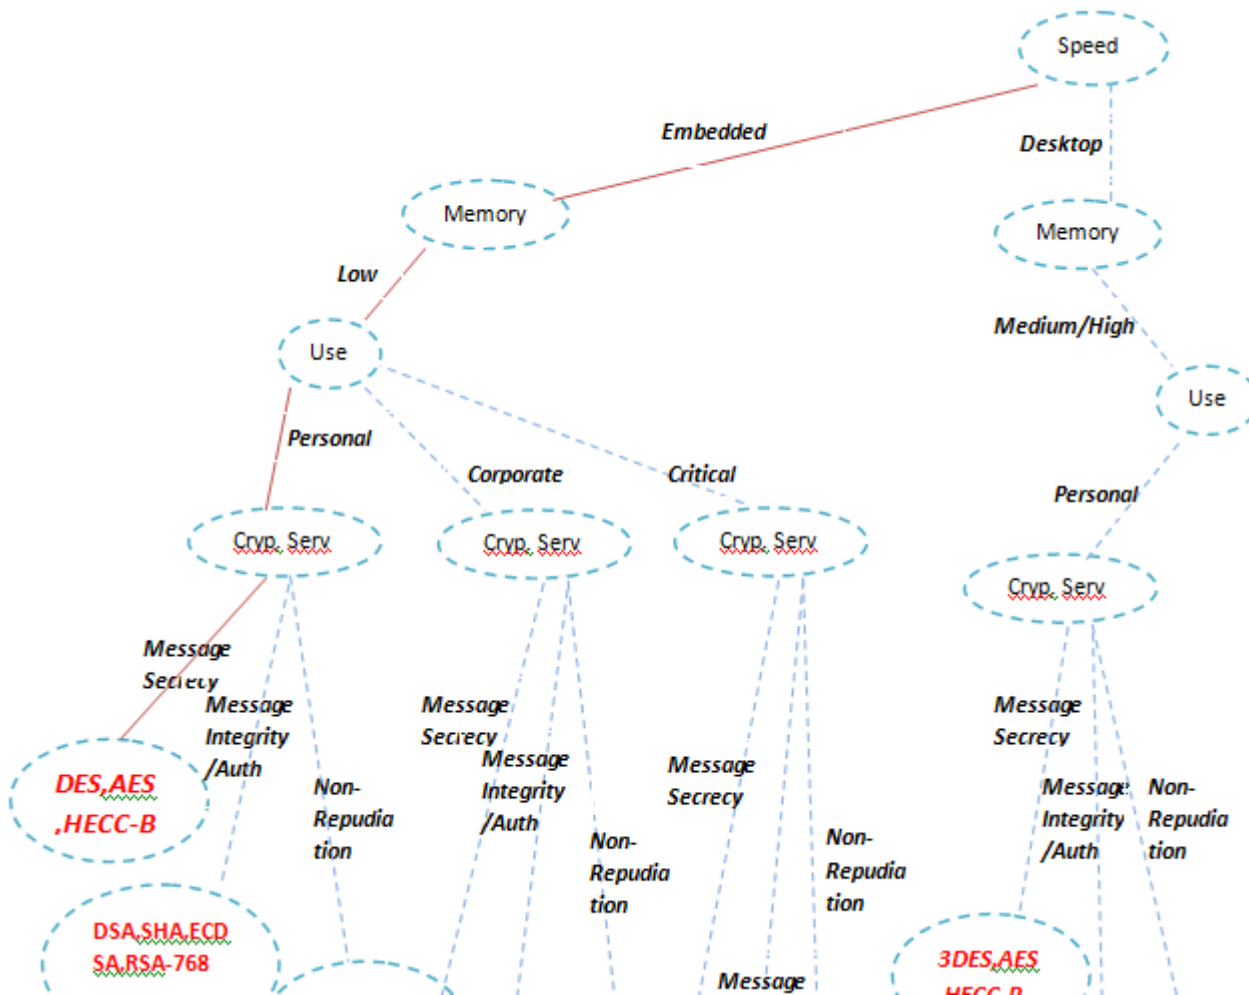 Speed
Embedded
Desktop
Memory
Memory
Low
Medium/High
Use
Use
Personal
Corporate
Critical
Personal
Cryp. Serv
Cryp. Serv
Cryp. Serv
Cryp. Serv
Message
Secrecy
Message
Integrity
/Auth
Non-
Repudia
tion
Message
Secrecy
Message
Integrity
/Auth
Non-
Repudia
tion
Message
Secrecy
Non-
Repudia
tion
Message
Message
Secrecy
Message
Integrity
/Auth
Non-
Repudia
tion
DES,AES
,HECC-B
DSA,SHA,ECD
SA,RSA-768
3DES,AES